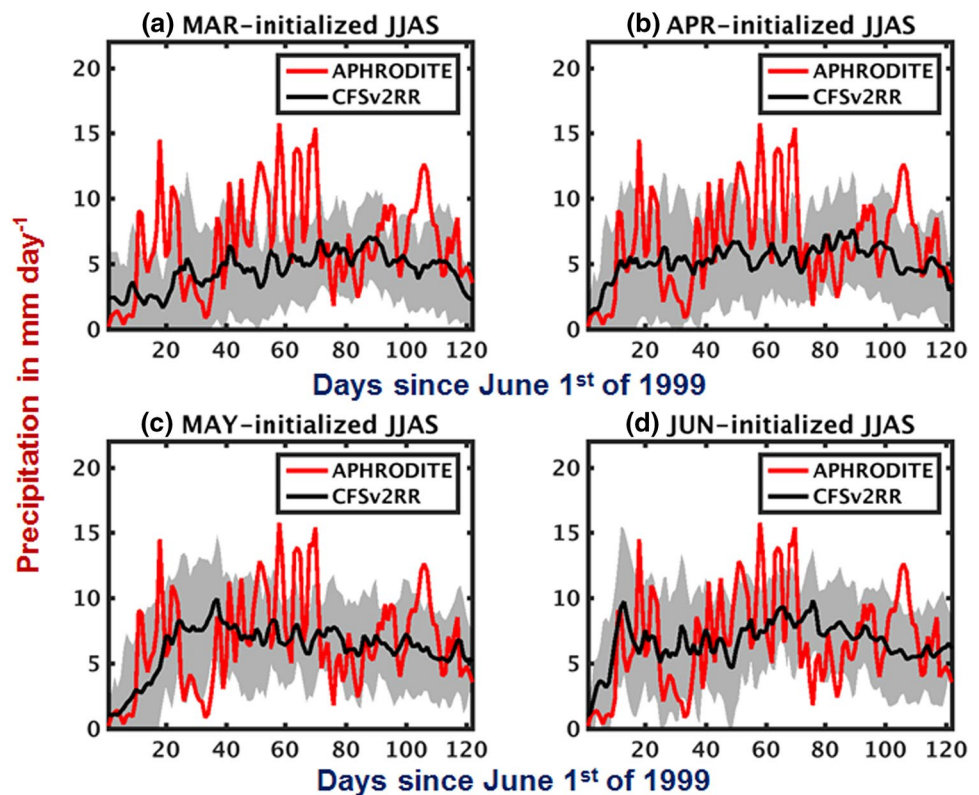 (a) MAR-initialized JJAS
(b) APR-initialized JJAS
20
15
10
5
0
APHRODITE
CFSv2RR
20
15
10
5
0
APHRODITE
CFSv2RR
20 40 60 80 100 120
20 40 60 80 100 120
Days since June 1st of 1999
Precipitation in mm day-1
(c) MAY-initialized JJAS
(d) JUN-initialized JJAS
20
15
10
5
0
APHRODITE
CFSv2RR
20
15
10
5
0
APHRODITE
CFSv2RR
20 40 60 80 100 120
20 40 60 80 100 120
Days since June 1st of 1999